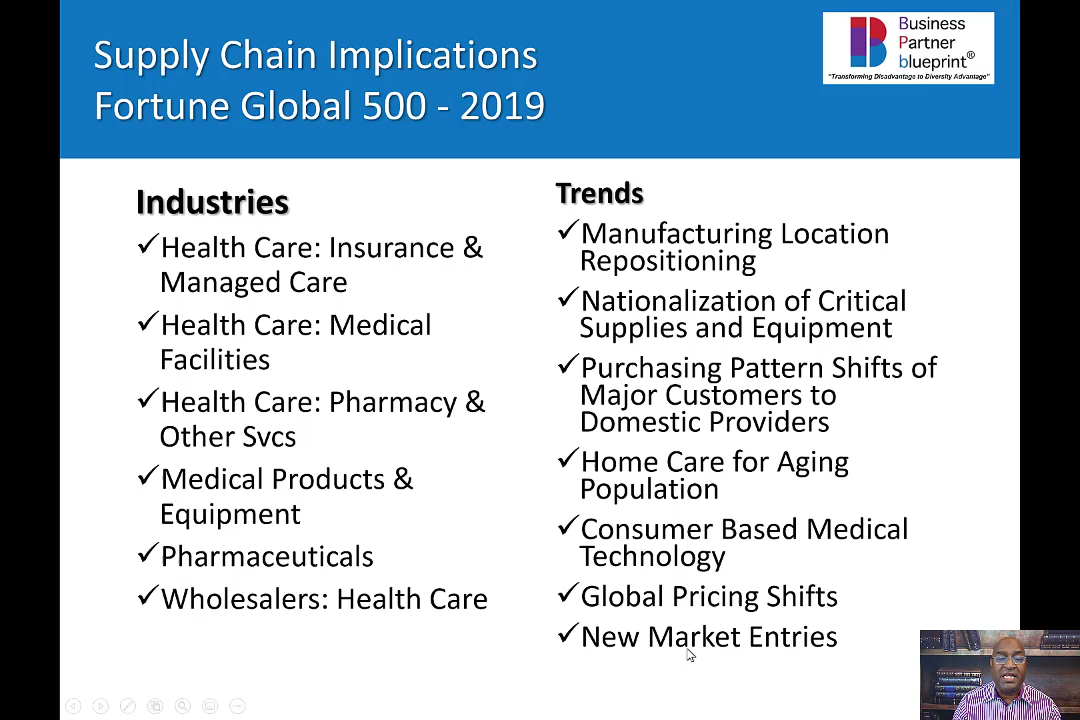 Supply Chain Implications
Fortune Global 500 - 2019
Business
Partner
blueprint®
"Transforming Disadvantage to Diversity Advantage"
Industries
✓Health Care: Insurance &
Managed Care
✓Health Care: Medical
Facilities
✓Health Care: Pharmacy &
Other Svcs
✓Medical Products &
Equipment
✓Pharmaceuticals
✓Wholesalers: Health Care
Trends
✓Manufacturing Location
Repositioning
✓Nationalization of Critical
Supplies and Equipment
✓Purchasing Pattern Shifts of
Major Customers to
Domestic Providers
✓Home Care for Aging
Population
✓Consumer Based Medical
Technology
✓Global Pricing Shifts
✓New Market Entries